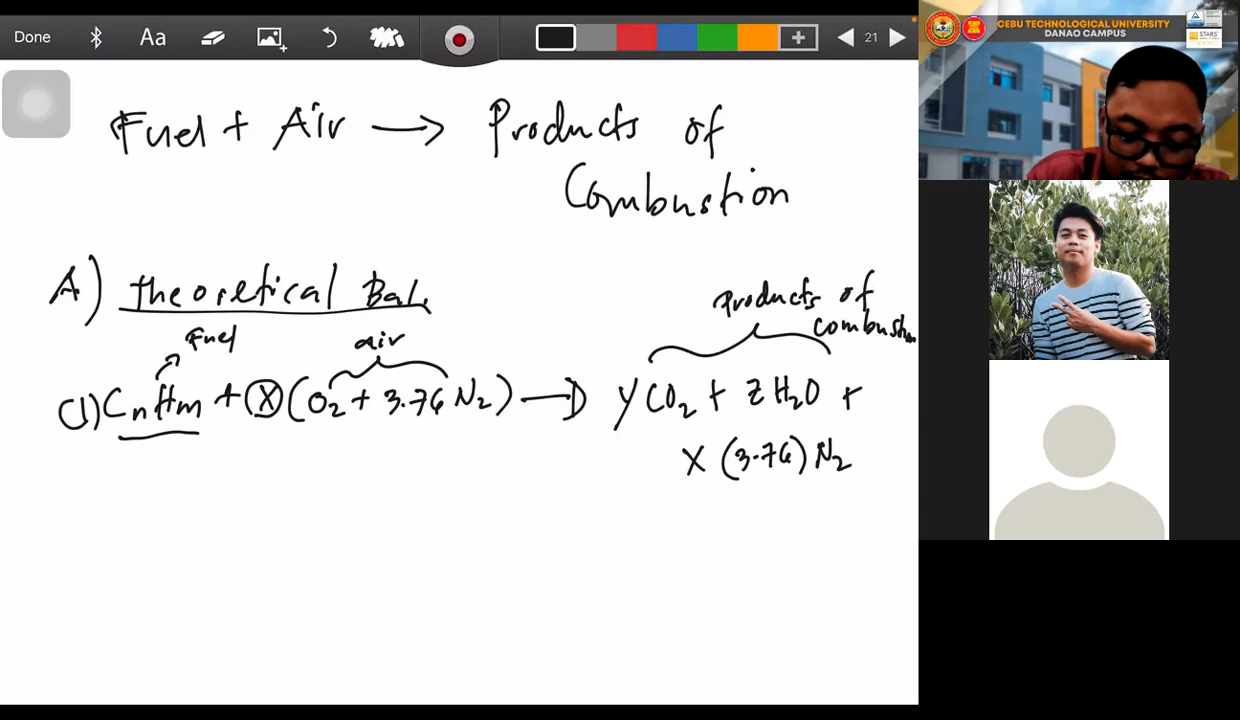 Done
Aa
21
CEBU TECHNOLOGICAL UNIVERSITY
DANAO CAMPUS
STARS
Fuel + Air → Products of
Combustion
A) Theoretical Bal.
Fuel
air
Products of
combustion
(1) CnHm + X (O2 + 3.76 N2) → YCO2 + ZH2O +
X (3.76) N2